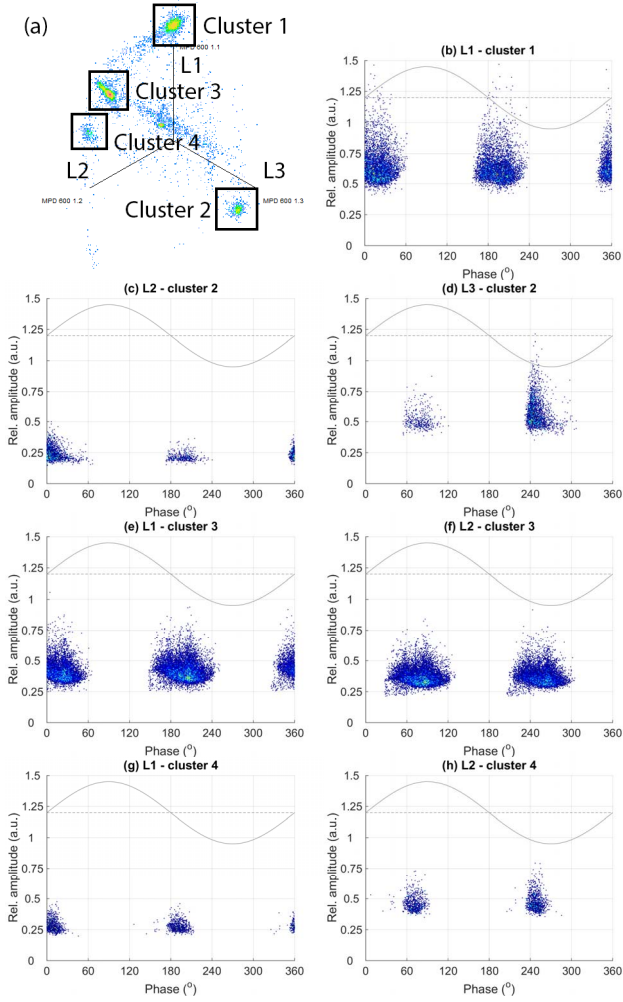 (a)
Cluster 1
MPD 600 1.1
L1
Cluster 3
Cluster 4
L2
L3
MPD 600 1.2
Cluster 2
MPD 600 1.3
(b) L1 - cluster 1
Rel. amplitude (a.u.)
1.5
1.25
1
0.75
0.5
0.25
0
0 60 120 180 240 300 360
Phase (°)
(c) L2 - cluster 2
Rel. amplitude (a.u.)
1.5
1.25
1
0.75
0.5
0.25
0
0 60 120 180 240 300 360
Phase (°)
(d) L3 - cluster 2
Rel. amplitude (a.u.)
1.5
1.25
1
0.75
0.5
0.25
0
0 60 120 180 240 300 360
Phase (°)
(e) L1 - cluster 3
Rel. amplitude (a.u.)
1.5
1.25
1
0.75
0.5
0.25
0
0 60 120 180 240 300 360
Phase (°)
(f) L2 - cluster 3
Rel. amplitude (a.u.)
1.5
1.25
1
0.75
0.5
0.25
0
0 60 120 180 240 300 360
Phase (°)
(g) L1 - cluster 4
Rel. amplitude (a.u.)
1.5
1.25
1
0.75
0.5
0.25
0
0 60 120 180 240 300 360
Phase (°)
(h) L2 - cluster 4
Rel. amplitude (a.u.)
1.5
1.25
1
0.75
0.5
0.25
0
0 60 120 180 240 300 360
Phase (°)